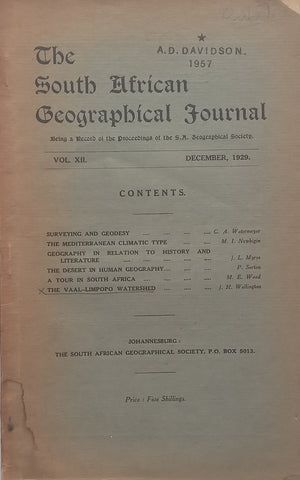 ★
A.D. DAVIDSON.
1957
The
South African
Geographical Journal
Being a Record of the Proceedings of the S.A. Geographical Society.
VOL. XII. DECEMBER, 1929.
CONTENTS.
SURVEYING AND GEODESY .... .... .... .... C. A. Watermeyer
THE MEDITERRANEAN CLIMATIC TYPE .... .... M. I. Newbigin
GEOGRAPHY IN RELATION TO HISTORY AND
LITERATURE .... .... .... .... .... J. L. Myres
THE DESERT IN HUMAN GEOGRAPHY.... .... .... P. Serton
A TOUR IN SOUTH AFRICA .... .... .... .... M. E. Wood
THE VAAL-LIMPOPO WATERSHED .... .... .... J. H. Wellington
JOHANNESBURG:
THE SOUTH AFRICAN GEOGRAPHICAL SOCIETY, P.O. BOX 5013.
Price: Five Shillings.